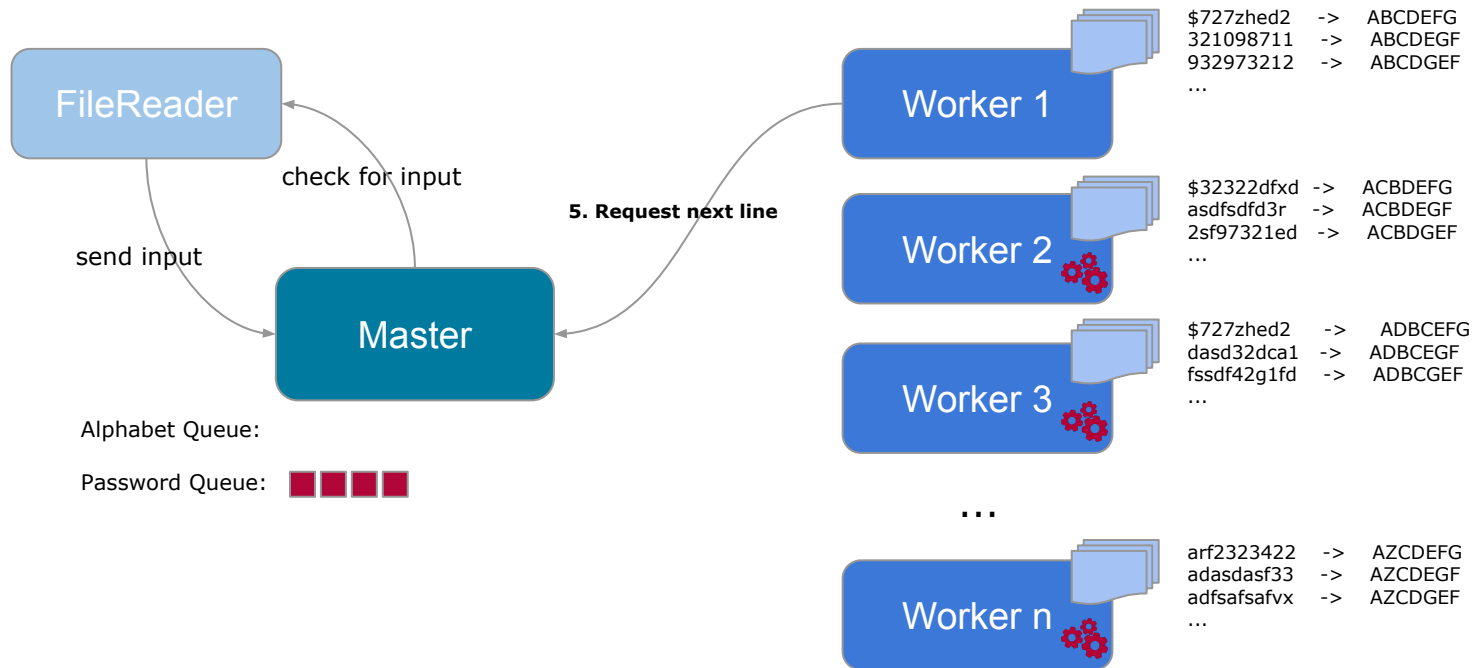 FileReader
check for input
send input
Master
Alphabet Queue:
Password Queue:
5. Request next line
Worker 1
$727zhed2 -> ABCDEFG
321098711 -> ABCDEGF
932973212 -> ABCDGEF
...
Worker 2
$32322dfxd -> ACBDEFG
asdfsdfd3r -> ACBDEGF
2sf97321ed -> ACBDGEF
...
Worker 3
$727zhed2 -> ADBCEFG
dasd32dca1 -> ADBCEGF
fssdf42g1fd -> ADBCGEF
...
...
Worker n
arf2323422 -> AZCDEFG
adasdasf33 -> AZCDEGF
adfsafsafvx -> AZCDGEF
...